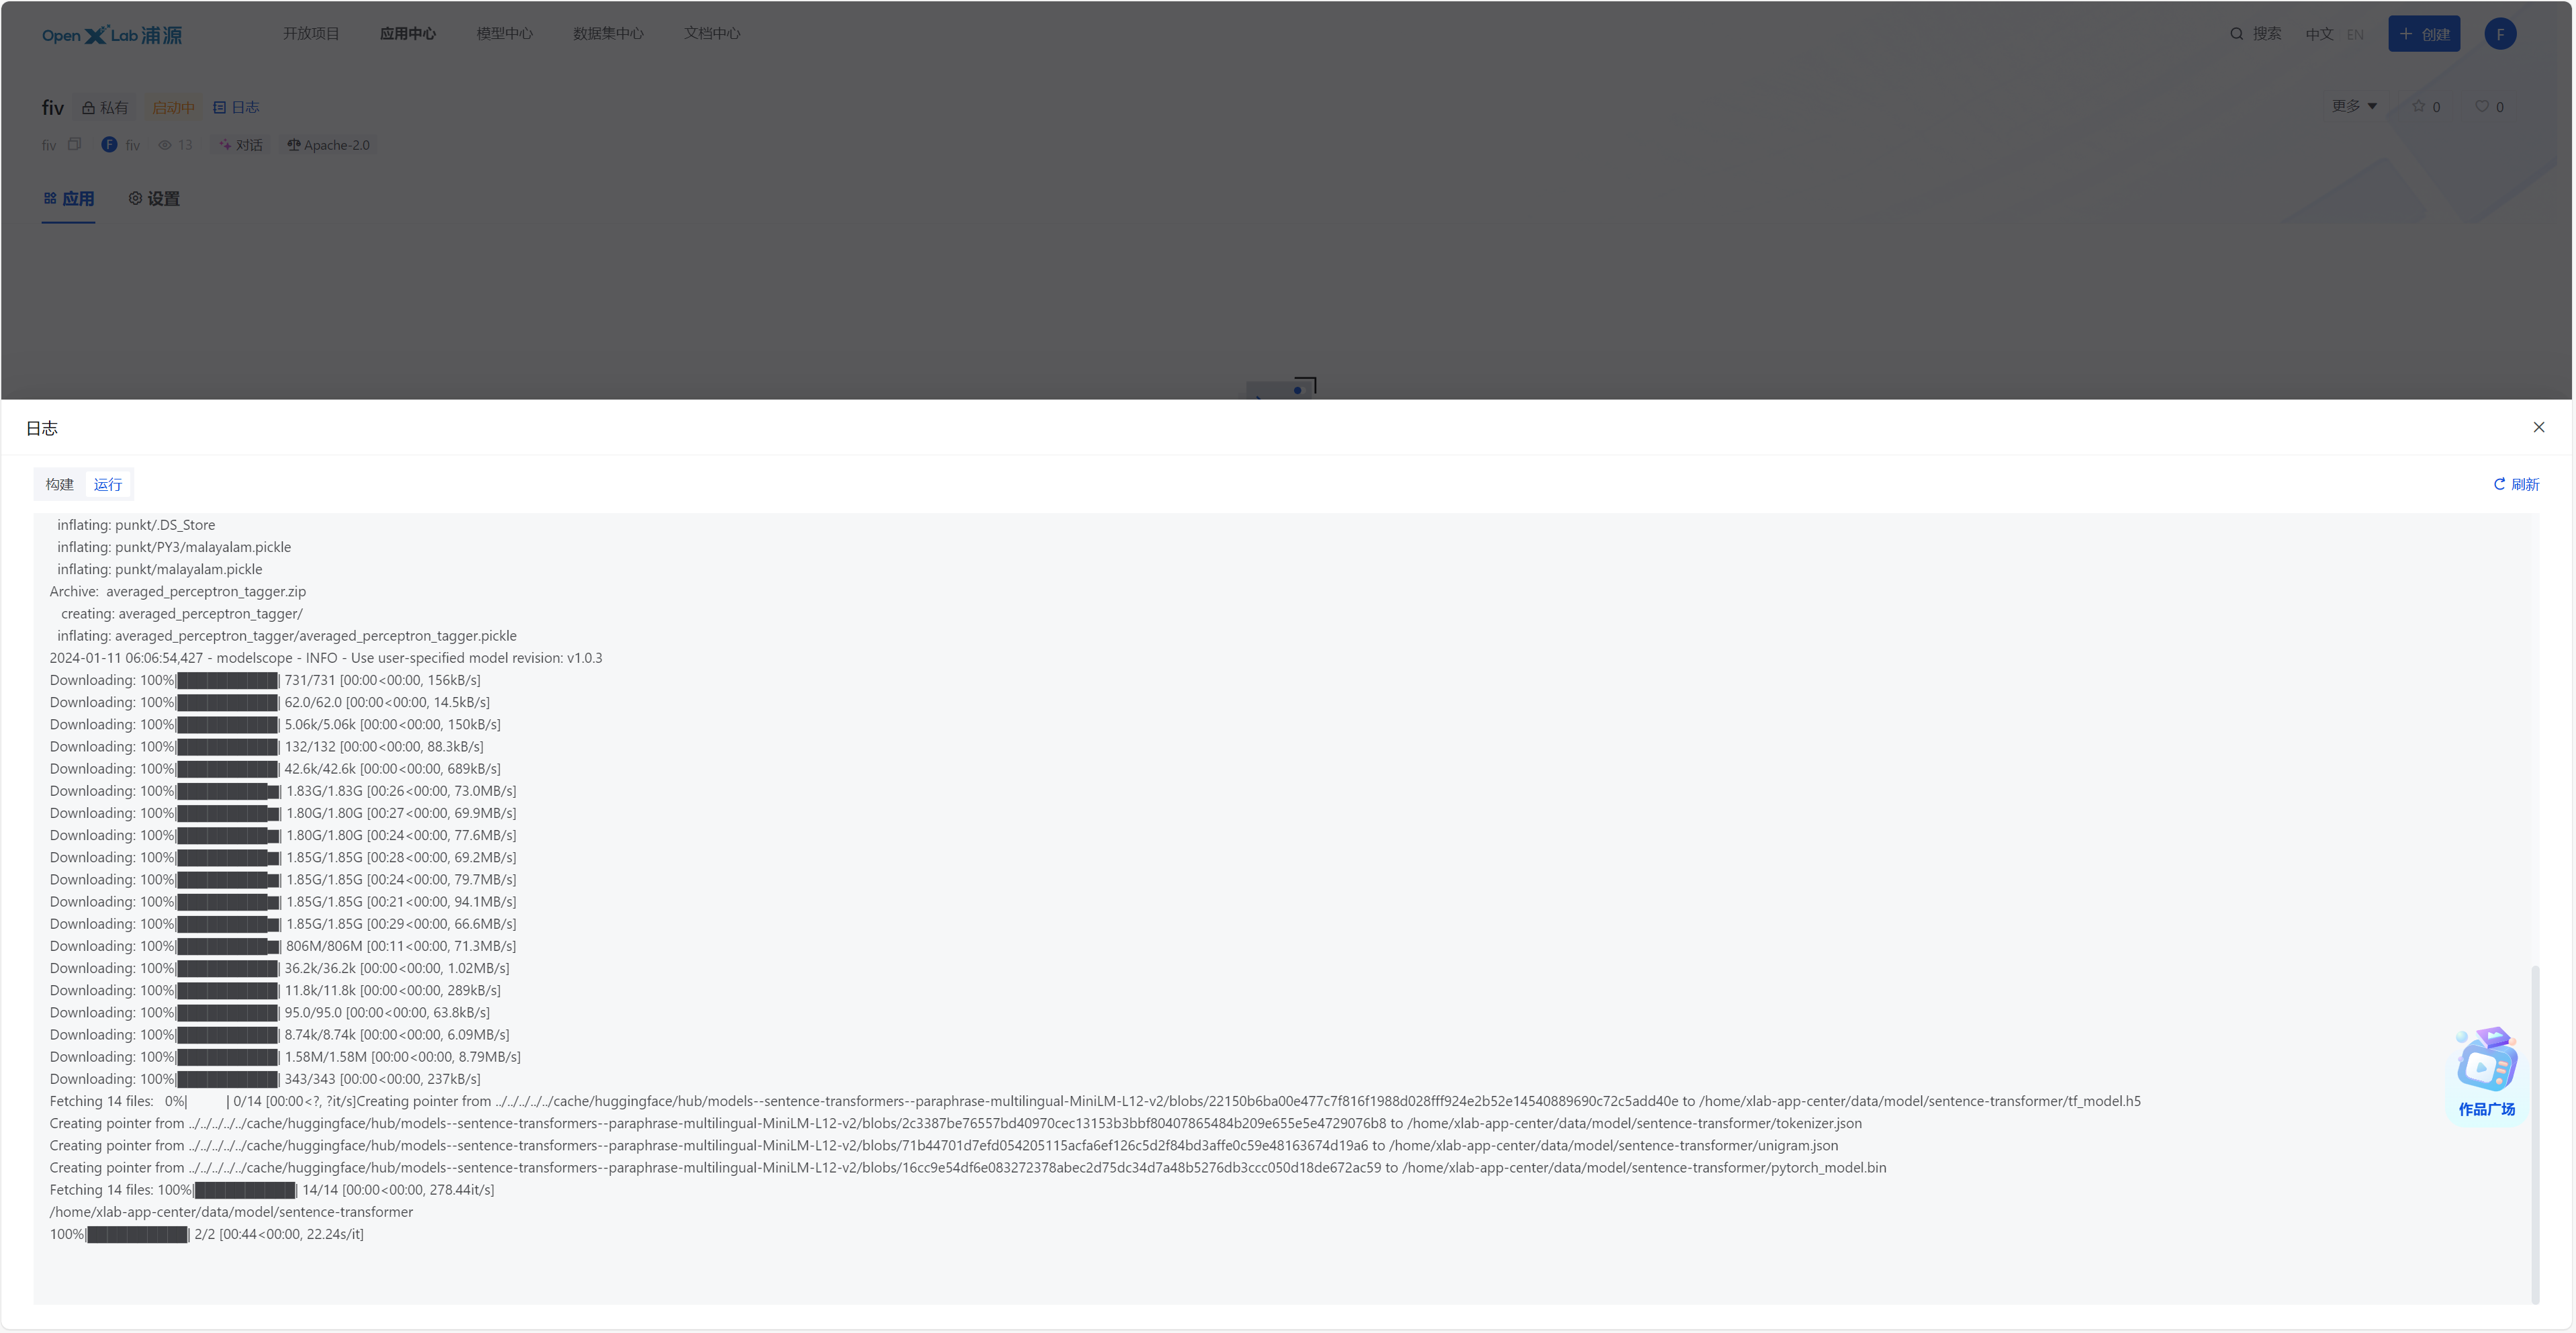 OpenXLab浦源 开放项目 应用中心 模型中心 数据集中心 文档中心 搜索 中文 EN + 创建 F
fiv 私有 启动中 日志 更多 0 0
fiv F fiv 13 对话 Apache-2.0
应用 设置
日志
构建 运行 刷新
inflating: punkt/.DS_Store
inflating: punkt/PY3/malayalam.pickle
inflating: punkt/malayalam.pickle
Archive: averaged_perceptron_tagger.zip
creating: averaged_perceptron_tagger/
inflating: averaged_perceptron_tagger/averaged_perceptron_tagger.pickle
2024-01-11 06:06:54,427 - modelscope - INFO - Use user-specified model revision: v1.0.3
Downloading: 100%|██████████| 731/731 [00:00<00:00, 156kB/s]
Downloading: 100%|██████████| 62.0/62.0 [00:00<00:00, 14.5kB/s]
Downloading: 100%|██████████| 5.06k/5.06k [00:00<00:00, 150kB/s]
Downloading: 100%|██████████| 132/132 [00:00<00:00, 88.3kB/s]
Downloading: 100%|██████████| 42.6k/42.6k [00:00<00:00, 689kB/s]
Downloading: 100%|█████████▉| 1.83G/1.83G [00:26<00:00, 73.0MB/s]
Downloading: 100%|█████████▉| 1.80G/1.80G [00:27<00:00, 69.9MB/s]
Downloading: 100%|█████████▉| 1.80G/1.80G [00:24<00:00, 77.6MB/s]
Downloading: 100%|█████████▉| 1.85G/1.85G [00:28<00:00, 69.2MB/s]
Downloading: 100%|█████████▉| 1.85G/1.85G [00:24<00:00, 79.7MB/s]
Downloading: 100%|█████████▉| 1.85G/1.85G [00:21<00:00, 94.1MB/s]
Downloading: 100%|█████████▉| 1.85G/1.85G [00:29<00:00, 66.6MB/s]
Downloading: 100%|█████████▉| 806M/806M [00:11<00:00, 71.3MB/s]
Downloading: 100%|██████████| 36.2k/36.2k [00:00<00:00, 1.02MB/s]
Downloading: 100%|██████████| 11.8k/11.8k [00:00<00:00, 289kB/s]
Downloading: 100%|██████████| 95.0/95.0 [00:00<00:00, 63.8kB/s]
Downloading: 100%|██████████| 8.74k/8.74k [00:00<00:00, 6.09MB/s]
Downloading: 100%|██████████| 1.58M/1.58M [00:00<00:00, 8.79MB/s]
Downloading: 100%|██████████| 343/343 [00:00<00:00, 237kB/s]
Fetching 14 files: 0%| | 0/14 [00:00<?, ?it/s]Creating pointer from ../../../../../cache/huggingface/hub/models--sentence-transformers--paraphrase-multilingual-MiniLM-L12-v2/blobs/22150b6ba00e477c7f816f1988d028fff924e2b52e14540889690c72c5add40e to /home/xlab-app-center/data/model/sentence-transformer/tf_model.h5
Creating pointer from ../../../../../cache/huggingface/hub/models--sentence-transformers--paraphrase-multilingual-MiniLM-L12-v2/blobs/2c3387be76557bd40970cec13153b3bbf80407865484b209e655e5e4729076b8 to /home/xlab-app-center/data/model/sentence-transformer/tokenizer.json
Creating pointer from ../../../../../cache/huggingface/hub/models--sentence-transformers--paraphrase-multilingual-MiniLM-L12-v2/blobs/71b44701d7efd054205115acfa6ef126c5d2f84bd3affe0c59e48163674d19a6 to /home/xlab-app-center/data/model/sentence-transformer/unigram.json
Creating pointer from ../../../../../cache/huggingface/hub/models--sentence-transformers--paraphrase-multilingual-MiniLM-L12-v2/blobs/16cc9e54df6e083272378abec2d75dc34d7a48b5276db3ccc050d18de672ac59 to /home/xlab-app-center/data/model/sentence-transformer/pytorch_model.bin
Fetching 14 files: 100%|██████████| 14/14 [00:00<00:00, 278.44it/s]
/home/xlab-app-center/data/model/sentence-transformer
100%|██████████| 2/2 [00:44<00:00, 22.24s/it]
作品广场